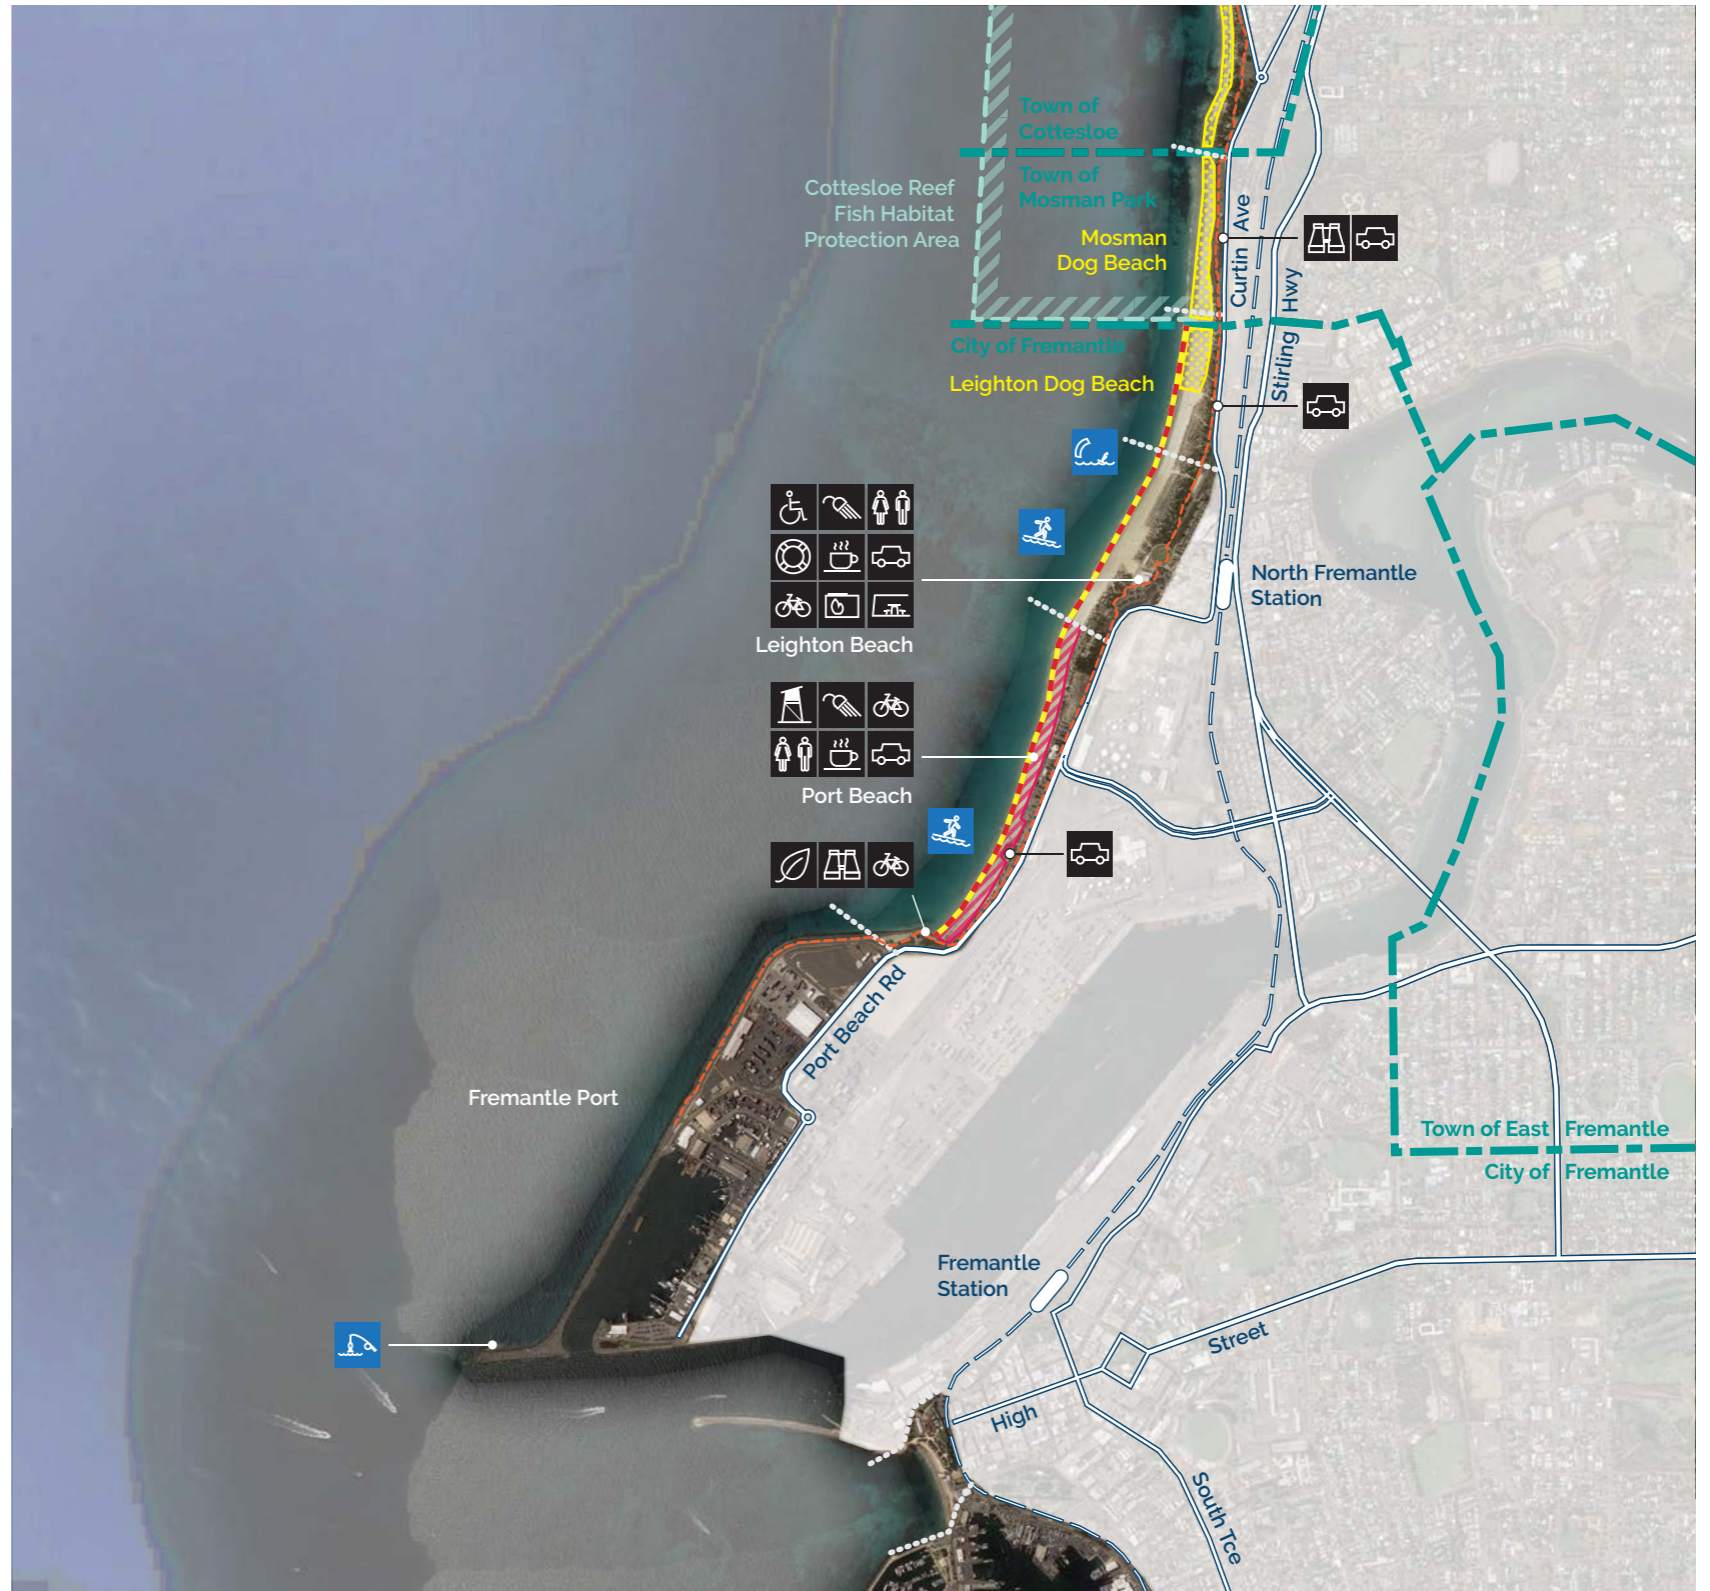 Town of
Cottesloe
Town of
Mosman Park
Cottesloe Reef
Fish Habitat
Protection Area
Mosman
Dog Beach
Curtin Ave
Stirling Hwy
City of Fremantle
Leighton Dog Beach
North Fremantle
Station
Leighton Beach
Port Beach
Port Beach Rd
Fremantle Port
Town of East Fremantle
City of Fremantle
Fremantle
Station
High Street
South Tce